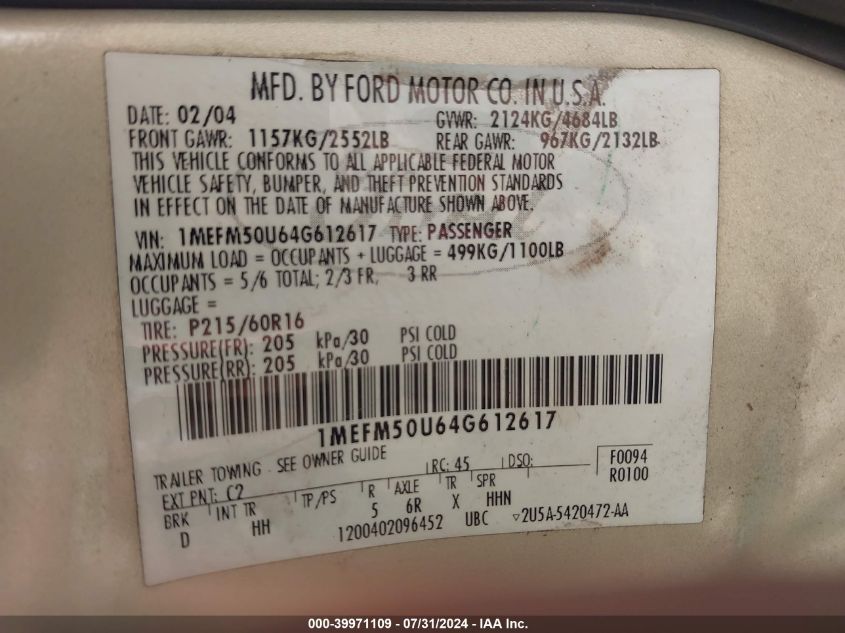 MFD. BY FORD MOTOR CO. IN U.S.A.
DATE: 02/04 GVWR: 2124KG/4684LB
FRONT GAWR: 1157KG/2552LB REAR GAWR: 967KG/2132LB
THIS VEHICLE CONFORMS TO ALL APPLICABLE FEDERAL MOTOR
VEHICLE SAFETY, BUMPER, AND THEFT PREVENTION STANDARDS
IN EFFECT ON THE DATE OF MANUFACTURE SHOWN ABOVE.
VIN: 1MEFM50U64G612617 TYPE: PASSENGER
MAXIMUM LOAD = OCCUPANTS + LUGGAGE = 499KG/1100LB
OCCUPANTS = 5/6 TOTAL; 2/3 FR, 3 RR
LUGGAGE =
TIRE: P215/60R16
PRESSURE(FR): 205 kPa/30 PSI COLD
PRESSURE(RR): 205 kPa/30 PSI COLD
1MEFM50U64G612617
TRAILER TOWING - SEE OWNER GUIDE
RC: 45 DSO: F0094
EXT PNT: C2 R0100
BRK INT TR TP/PS R AXLE TR SPR
D HH 5 6R X HHN
1200402096452 UBC ▽2U5A-5420472-AA
000-39971109 - 07/31/2024 - IAA Inc.